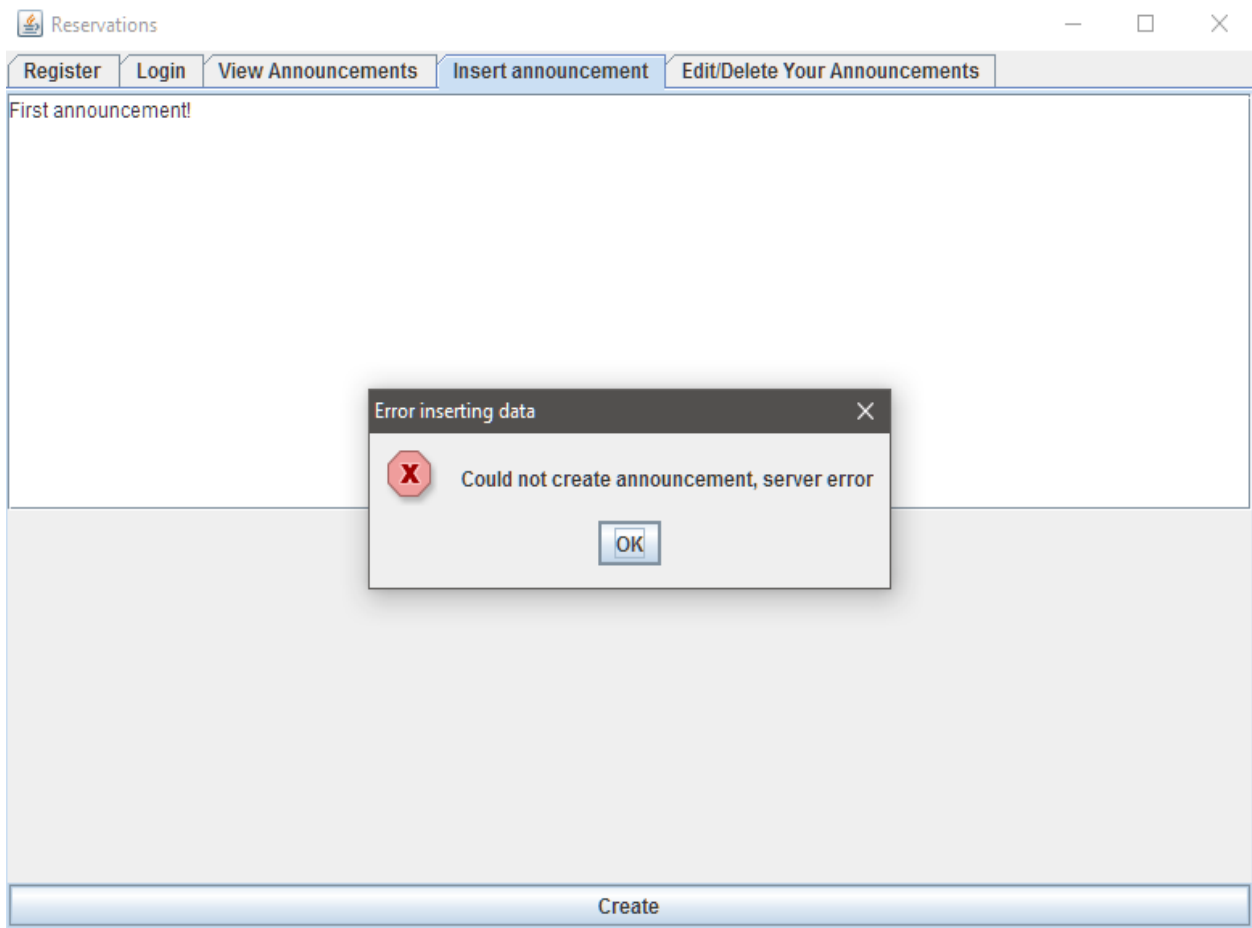 Reservations
Register Login View Announcements Insert announcement Edit/Delete Your Announcements
First announcement!
Error inserting data
X
Could not create announcement, server error
OK
Create